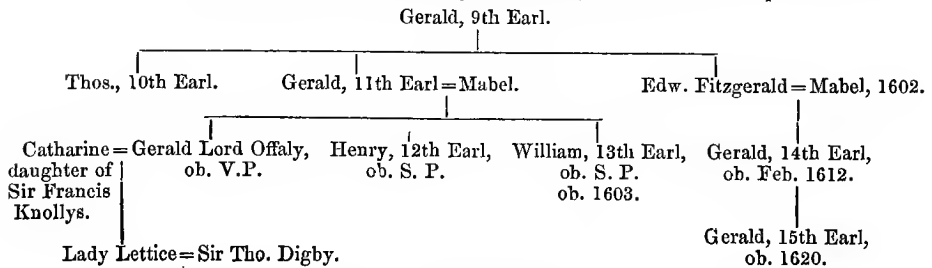 Gerald, 9th Earl.
Thos., 10th Earl. Gerald, 11th Earl=Mabel. Edw. Fitzgerald=Mabel, 1602.
Catharine=Gerald Lord Offaly, Henry, 12th Earl, William, 13th Earl, Gerald, 14th Earl,
daughter of ob. V.P. ob. S. P. ob. S. P. ob. Feb. 1612.
Sir Francis ob. 1603.
Knollys.
Gerald, 15th Earl,
Lady Lettice=Sir Tho. Digby. ob. 1620.